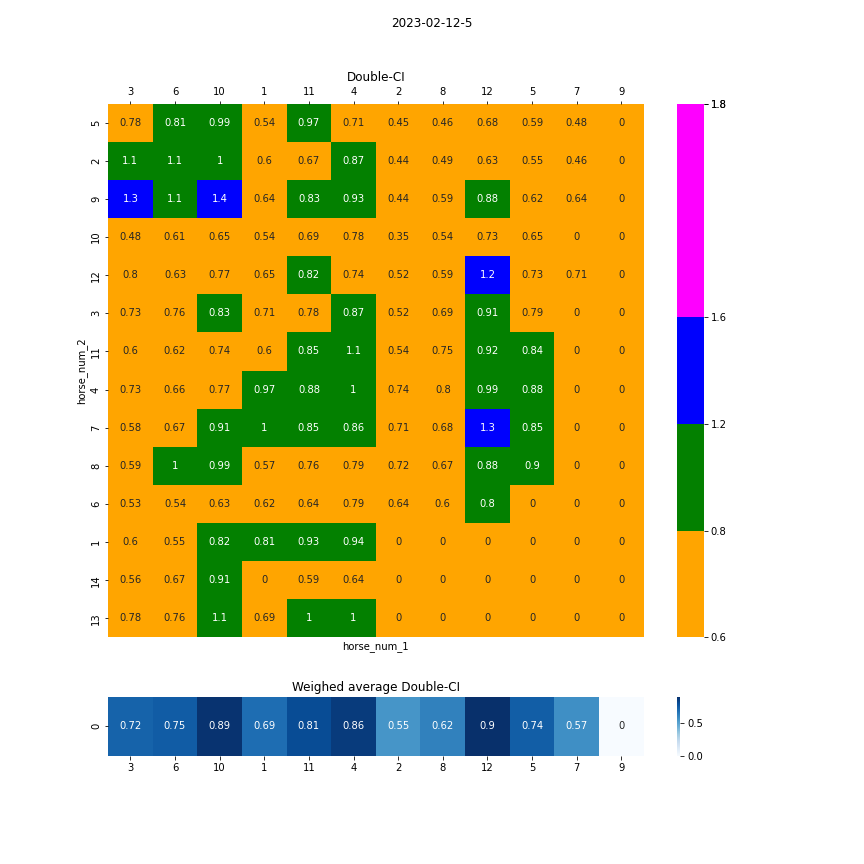 2023-02-12-5
Double-CI
3 6 10 1 11 4 2 8 12 5 7 9
5 0.78 0.81 0.99 0.54 0.97 0.71 0.45 0.46 0.68 0.59 0.48 0
2 1.1 1.1 1 0.6 0.67 0.87 0.44 0.49 0.63 0.55 0.46 0
9 1.3 1.1 1.4 0.64 0.83 0.93 0.44 0.59 0.88 0.62 0.64 0
10 0.48 0.61 0.65 0.54 0.69 0.78 0.35 0.54 0.73 0.65 0 0
12 0.8 0.63 0.77 0.65 0.82 0.74 0.52 0.59 1.2 0.73 0.71 0
3 0.73 0.76 0.83 0.71 0.78 0.87 0.52 0.69 0.91 0.79 0 0
11 0.6 0.62 0.74 0.6 0.85 1.1 0.54 0.75 0.92 0.84 0 0
4 0.73 0.66 0.77 0.97 0.88 1 0.74 0.8 0.99 0.88 0 0
7 0.58 0.67 0.91 1 0.85 0.86 0.71 0.68 1.3 0.85 0 0
8 0.59 1 0.99 0.57 0.76 0.79 0.72 0.67 0.88 0.9 0 0
6 0.53 0.54 0.63 0.62 0.64 0.79 0.64 0.6 0.8 0 0 0
1 0.6 0.55 0.82 0.81 0.93 0.94 0 0 0 0 0 0
14 0.56 0.67 0.91 0 0.59 0.64 0 0 0 0 0 0
13 0.78 0.76 1.1 0.69 1 1 0 0 0 0 0 0
horse_num_2
horse_num_1
1.8
1.6
1.2
0.8
0.6
Weighed average Double-CI
0 0.72 0.75 0.89 0.69 0.81 0.86 0.55 0.62 0.9 0.74 0.57 0
3 6 10 1 11 4 2 8 12 5 7 9
0.5
0.0